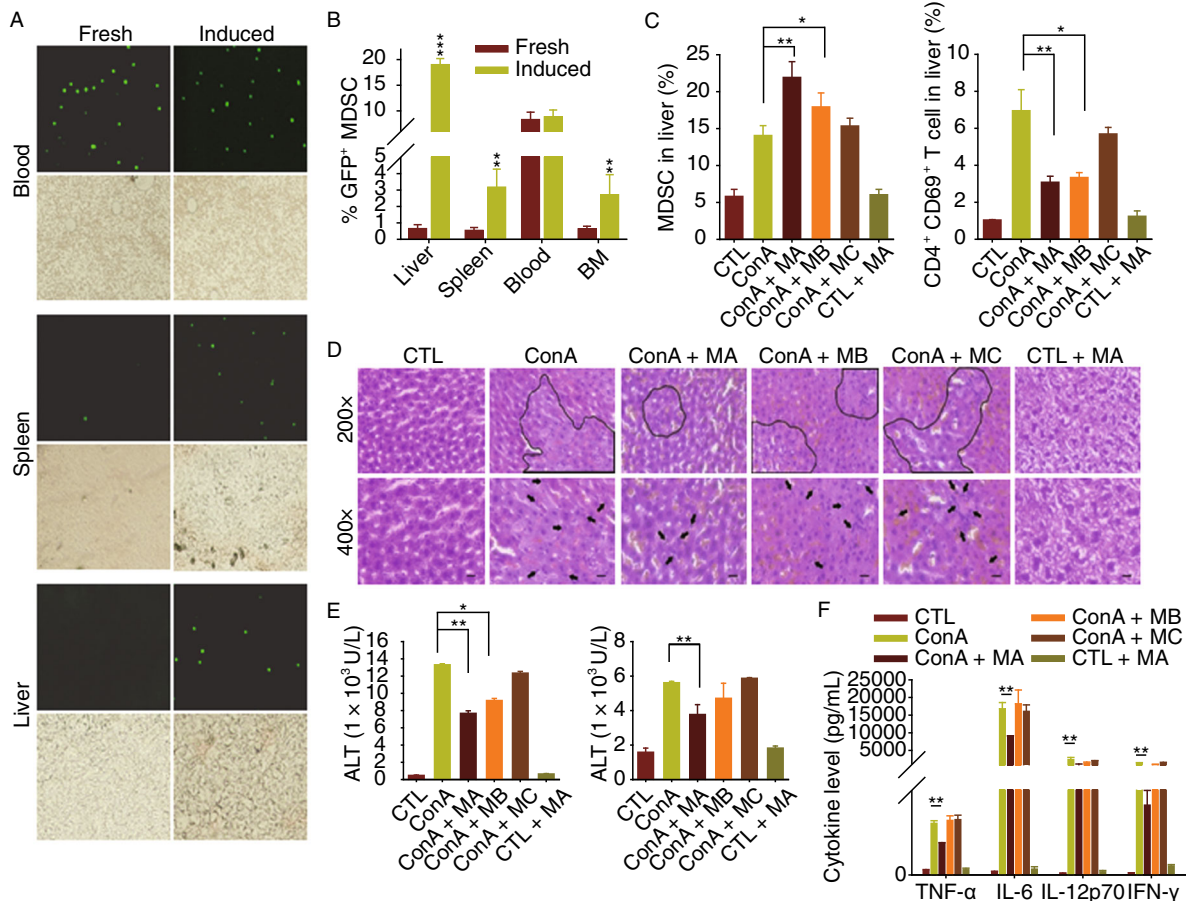 A
Fresh Induced
Blood
Spleen
Liver
B
% GFP⁺ MDSC
20
15
10
5
4
3
2
1
0
Fresh
Induced
***
**
**
Liver
Spleen
Blood
BM
C
MDSC in liver (%)
25
20
15
10
5
0
*
**
CTL
ConA
ConA + MA
ConA + MB
ConA + MC
CTL + MA
CD4⁺ CD69⁺ T cell in liver (%)
10
8
6
4
2
0
*
**
CTL
ConA
ConA + MA
ConA + MB
ConA + MC
CTL + MA
D
CTL ConA ConA + MA ConA + MB ConA + MC CTL + MA
200×
400×
E
ALT (1 × 10³ U/L)
16
14
12
10
8
6
4
2
0
*
**
CTL
ConA
ConA + MA
ConA + MB
ConA + MC
CTL + MA
ALT (1 × 10³ U/L)
8
6
4
2
0
**
CTL
ConA
ConA + MA
ConA + MB
ConA + MC
CTL + MA
F
CTL
ConA
ConA + MA
ConA + MB
ConA + MC
CTL + MA
Cytokine level (pg/mL)
25000
20000
15000
10000
5000
0
**
**
**
**
TNF-α IL-6 IL-12p70 IFN-γ